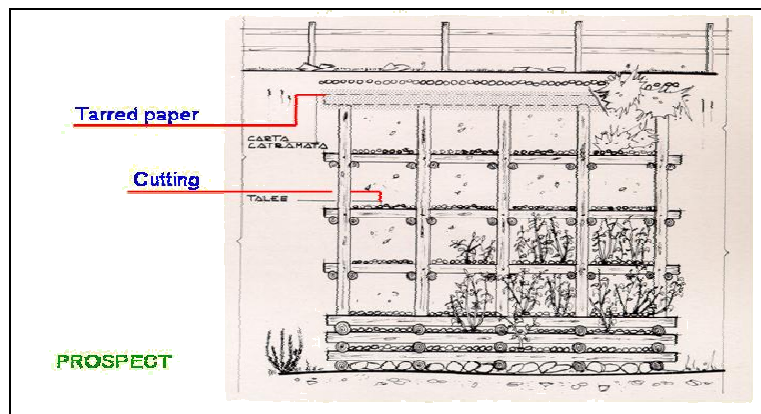 Tarred paper
CARTA
CATRAMATA
Cutting
TALEE
PROSPECT